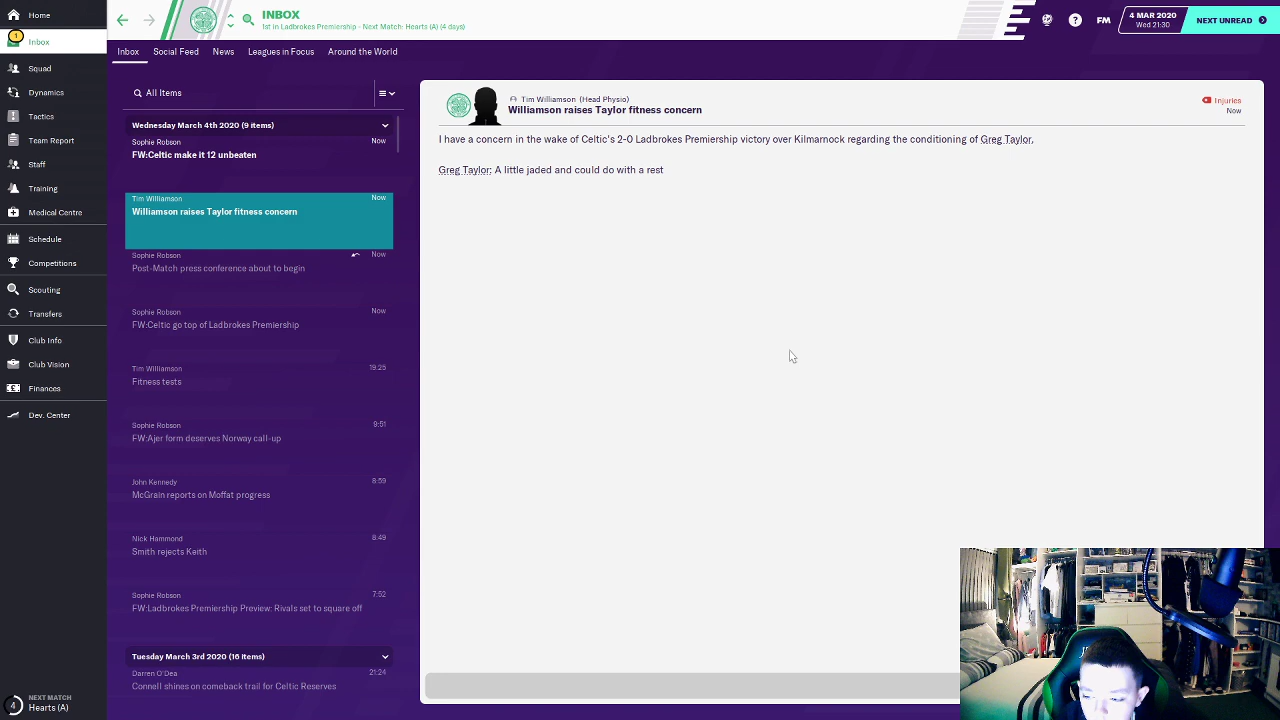 INBOX
1st in Ladbrokes Premiership - Next Match: Hearts (A) (4 days)
?
FM
4 MAR 2020
Wed 21:30
NEXT UNREAD
1
Inbox
Squad
Dynamics
Tactics
Team Report
Staff
Training
Medical Centre
Schedule
Competitions
Scouting
Transfers
Club Info
Club Vision
Finances
Dev. Center
4
NEXT MATCH
Hearts (A)
Inbox
Social Feed
News
Leagues in Focus
Around the World
All Items
Wednesday March 4th 2020 (9 items)
Sophie Robson
Now
FW:Celtic make it 12 unbeaten
Tim Williamson
Now
Williamson raises Taylor fitness concern
Sophie Robson
Now
Post-Match press conference about to begin
Sophie Robson
Now
FW:Celtic go top of Ladbrokes Premiership
Tim Williamson
19:25
Fitness tests
Sophie Robson
9:51
FW:Ajer form deserves Norway call-up
John Kennedy
8:59
McGrain reports on Moffat progress
Nick Hammond
8:49
Smith rejects Keith
Sophie Robson
7:52
FW:Ladbrokes Premiership Preview: Rivals set to square off
Tuesday March 3rd 2020 (16 items)
Darren O'Dea
21:24
Connell shines on comeback trail for Celtic Reserves
Tim Williamson (Head Physio)
Williamson raises Taylor fitness concern
Injuries
Now
I have a concern in the wake of Celtic's 2-0 Ladbrokes Premiership victory over Kilmarnock regarding the conditioning of Greg Taylor.
Greg Taylor: A little jaded and could do with a rest